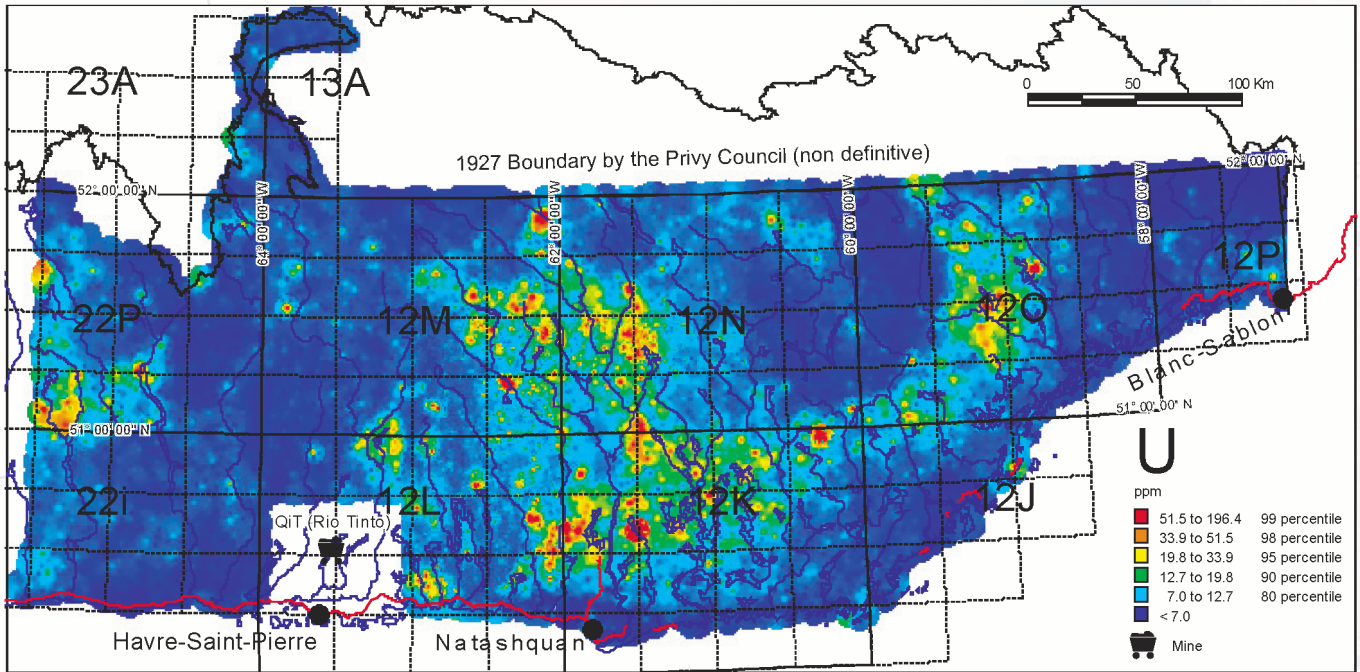 23A
13A
0 50 100 Km
1927 Boundary by the Privy Council (non definitive)
52° 00' 00" N
52° 00' 00" N
64° 00' 00" W
62° 00' 00" W
60° 00' 00" W
58° 00' 00" W
12P
22P
12M
12N
12O
Blanc-Sablon
51° 00' 00" N
51° 00' 00" N
U
22I
12L
12K
12J
QiT (Rio Tinto)
ppm
51.5 to 196.4 99 percentile
33.9 to 51.5 98 percentile
19.8 to 33.9 95 percentile
12.7 to 19.8 90 percentile
7.0 to 12.7 80 percentile
< 7.0
Mine
Havre-Saint-Pierre
Natashquan